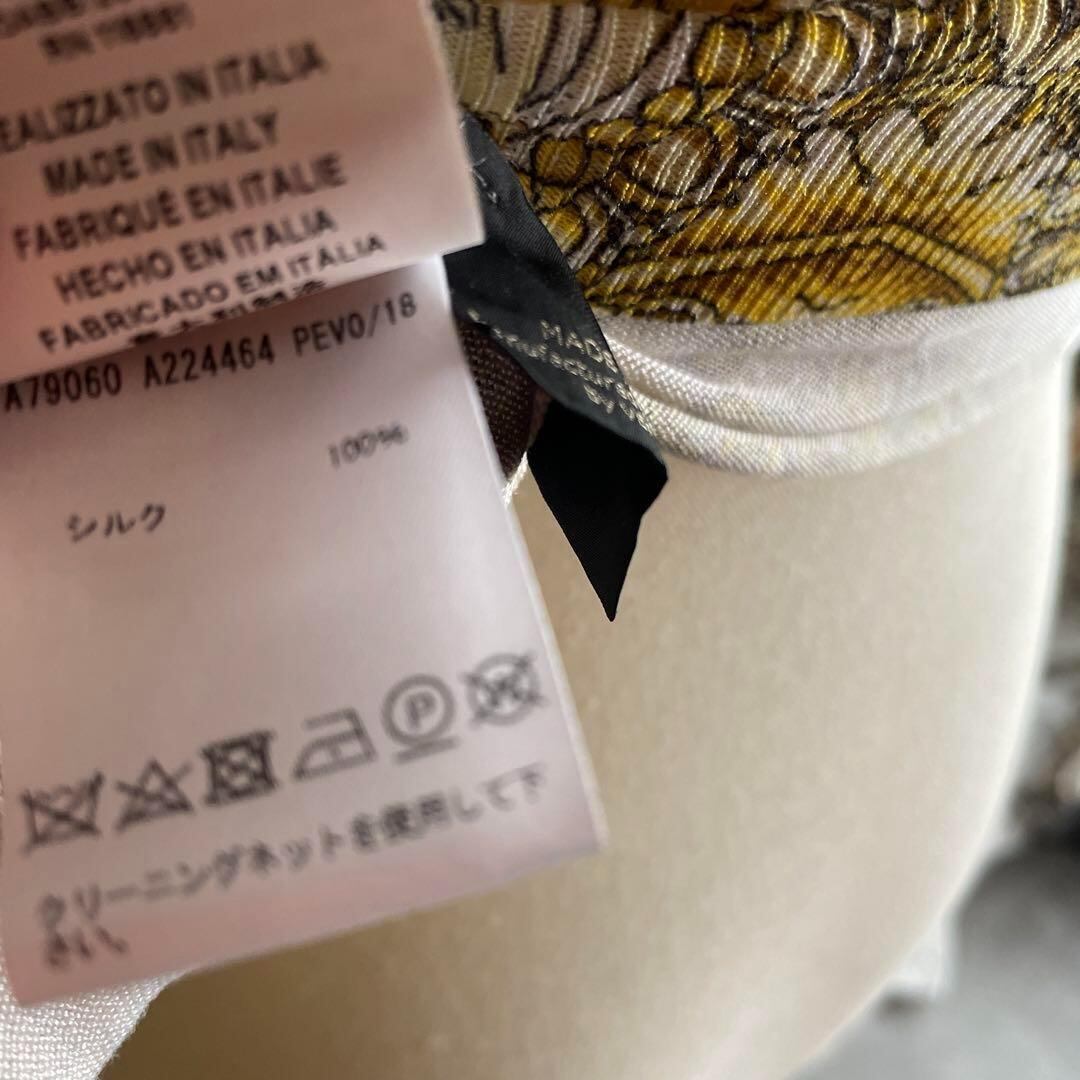 REALIZZATO IN ITALIA
MADE IN ITALY
FABRIQUÉ EN ITALIE
HECHO EN ITALIA
FABRICADO EM ITÁLIA
A79060 A224464 PEVO/18
100%
シルク
P
クリーニングネットを使用して下
さい
MADE
by